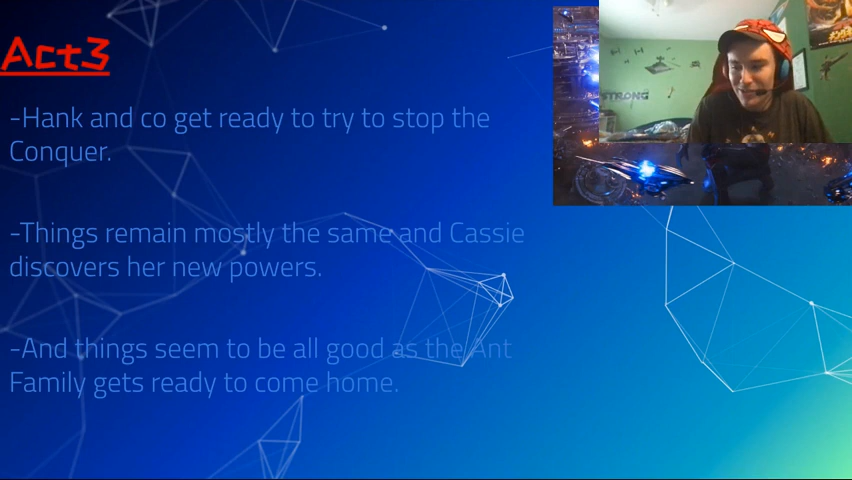 Act3
-Hank and co get ready to try to stop the
Conquer.
-Things remain mostly the same and Cassie
discovers her new powers.
-And things seem to be all good as the Ant
Family gets ready to come home.
STRONG